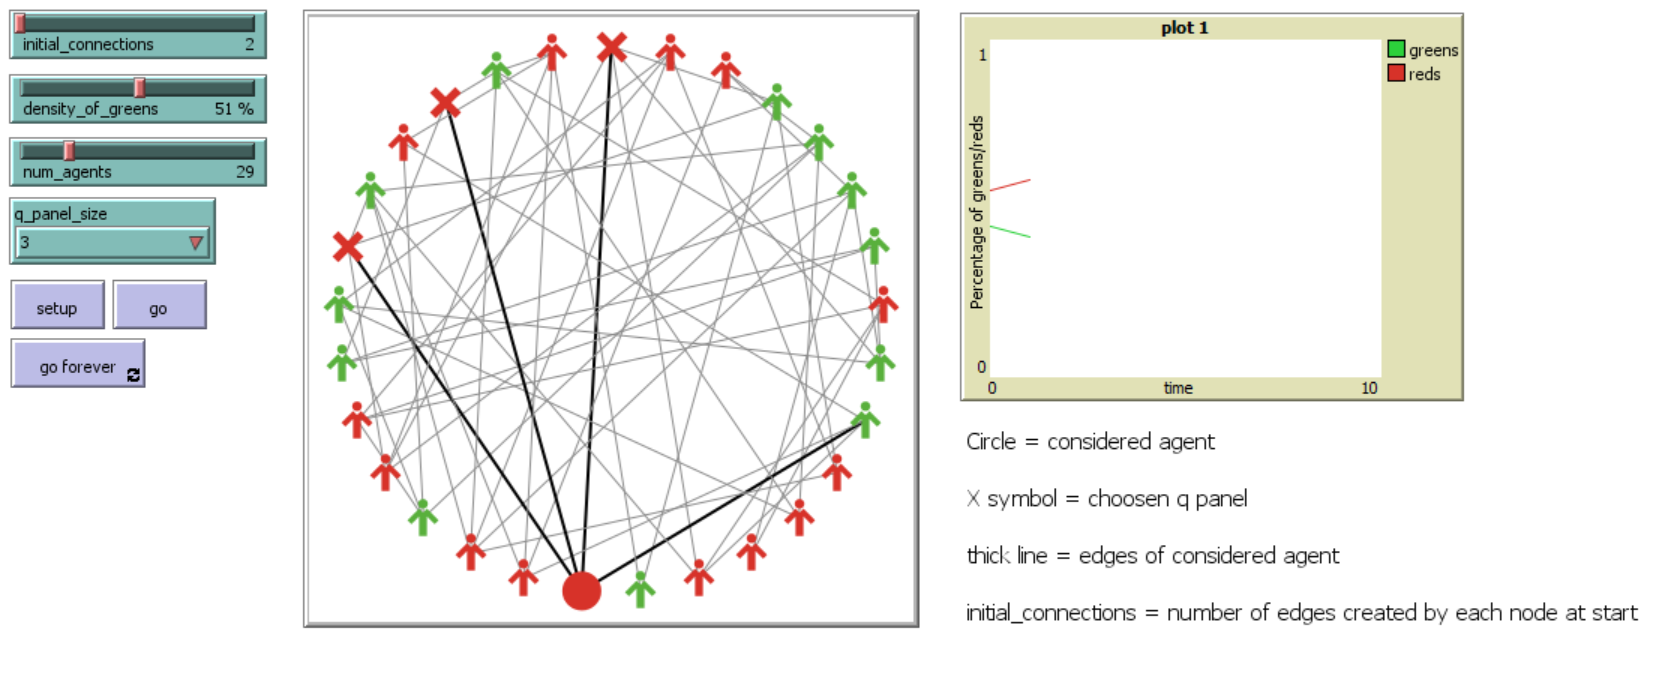 initial_connections 2
density_of_greens 51 %
num_agents 29
q_panel_size
3
setup
go
go forever
plot 1
1
Percentage of greens/reds
0
0
time
10
greens
reds
Circle = considered agent
X symbol = choosen q panel
thick line = edges of considered agent
initial_connections = number of edges created by each node at start